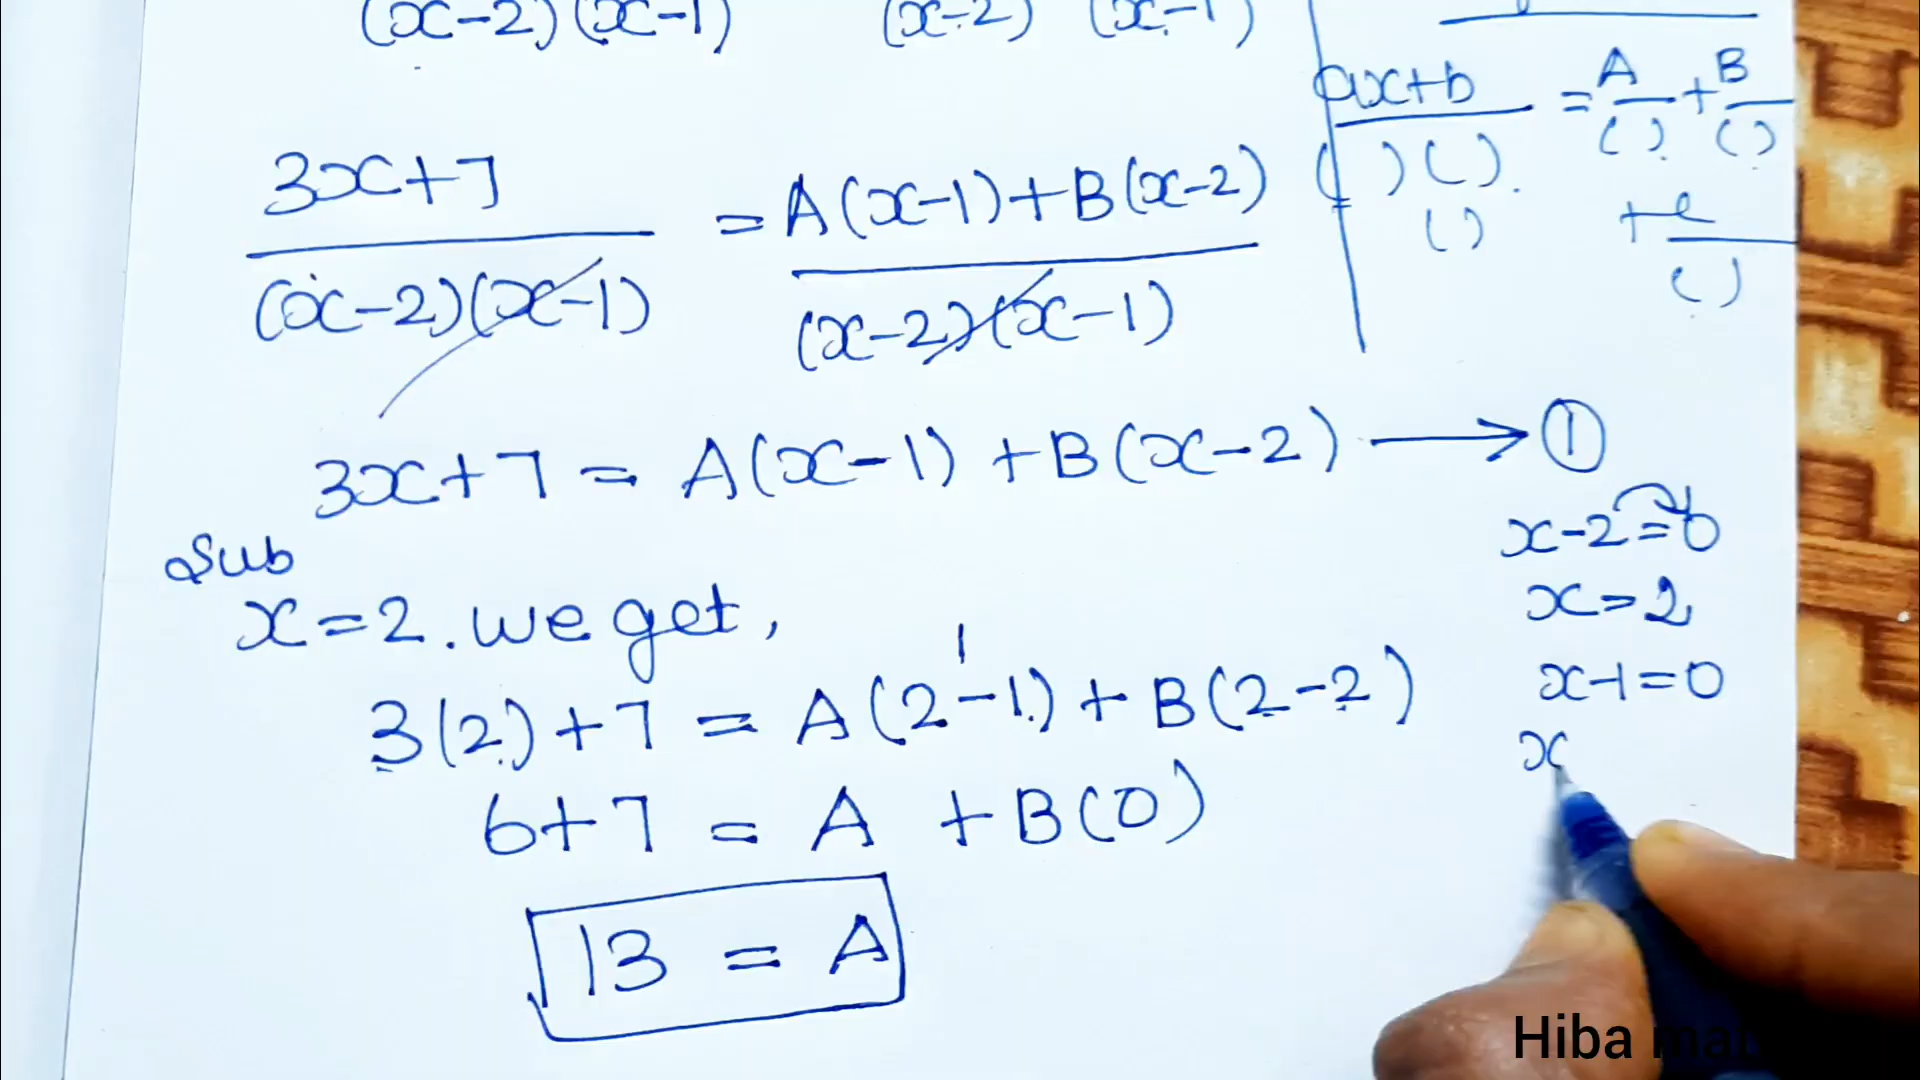 (x-2)(x-1) (x-2) (x-1)
ax+b/( )( ).( ) = A/( ) + B/( ) + e/( )
3x+7/(x-2)(x-1) = A(x-1)+B(x-2)/(x-2)(x-1)
3x+7 = A(x-1) +B(x-2) → ①
Sub
x=2. we get,
3(2)+7 = A(2-1) + B(2-2)
1
6+7 = A + B(0)
13 = A
x-2=0
x=2
x-1=0
x
Hiba